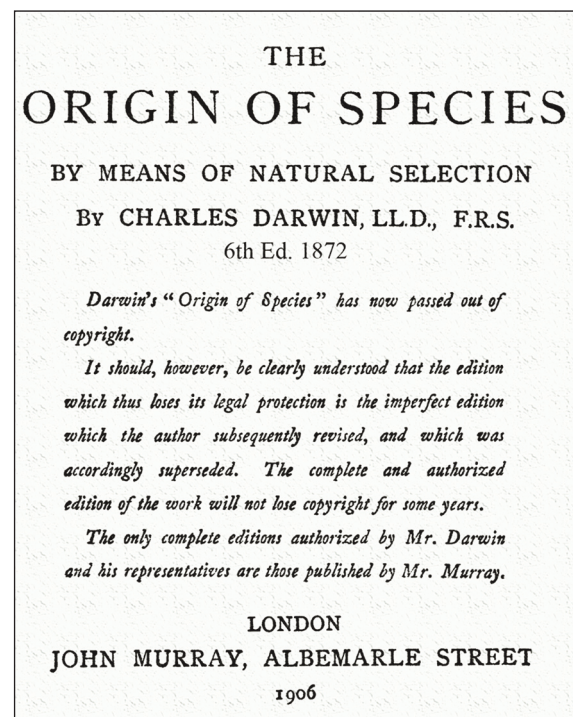 THE
ORIGIN OF SPECIES
BY MEANS OF NATURAL SELECTION
BY CHARLES DARWIN, LL.D., F.R.S.
6th Ed. 1872
Darwin's "Origin of Species" has now passed out of
copyright.
It should, however, be clearly understood that the edition
which thus loses its legal protection is the imperfect edition
which the author subsequently revised, and which was
accordingly superseded. The complete and authorized
edition of the work will not lose copyright for some years.
The only complete editions authorized by Mr. Darwin
and his representatives are those published by Mr. Murray.
LONDON
JOHN MURRAY, ALBEMARLE STREET
1906